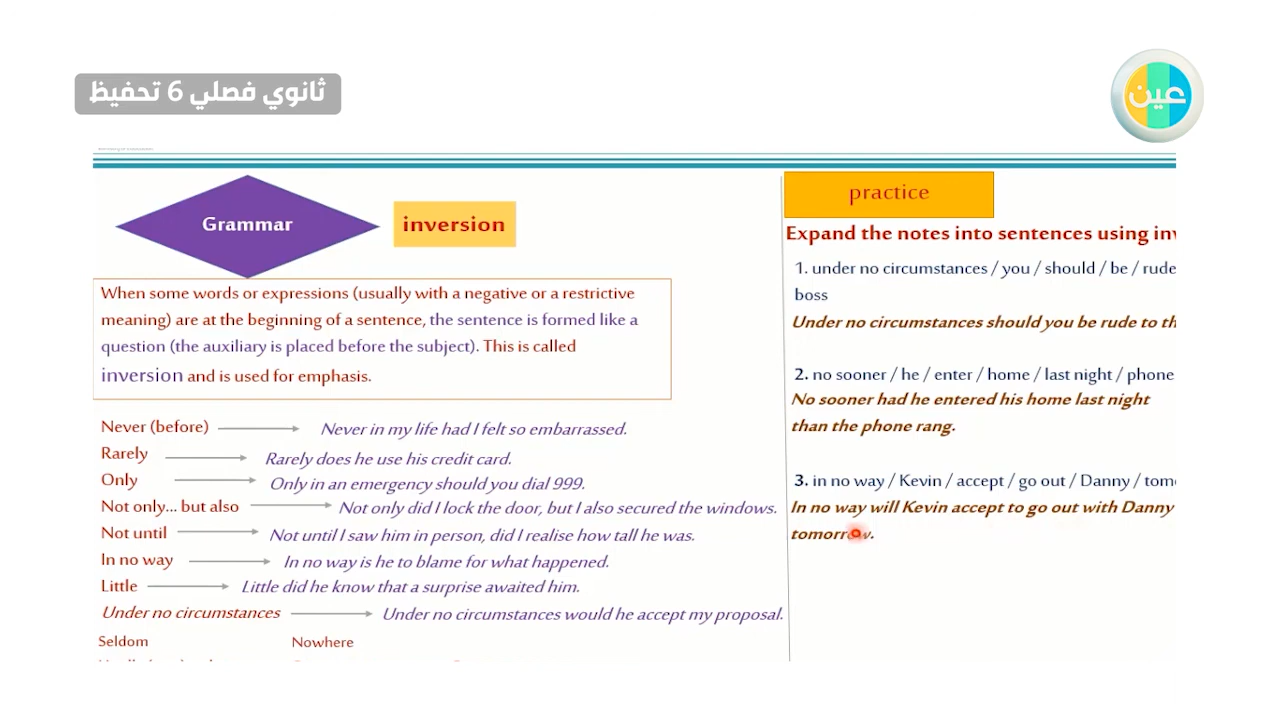 ثانوي فصلي 6 تحفيظ
عين
Grammar
inversion
When some words or expressions (usually with a negative or a restrictive
meaning) are at the beginning of a sentence, the sentence is formed like a
question (the auxiliary is placed before the subject). This is called
inversion and is used for emphasis.
Never (before) Never in my life had I felt so embarrassed.
Rarely Rarely does he use his credit card.
Only Only in an emergency should you dial 999.
Not only... but also Not only did I lock the door, but I also secured the windows.
Not until Not until I saw him in person, did I realise how tall he was.
In no way In no way is he to blame for what happened.
Little Little did he know that a surprise awaited him.
Under no circumstances Under no circumstances would he accept my proposal.
Seldom Nowhere
practice
Expand the notes into sentences using inv
1. under no circumstances / you / should / be / rude
boss
Under no circumstances should you be rude to th
2. no sooner / he / enter / home / last night / phone
No sooner had he entered his home last night
than the phone rang.
3. in no way / Kevin / accept / go out / Danny / tom
In no way will Kevin accept to go out with Danny
tomorrow.